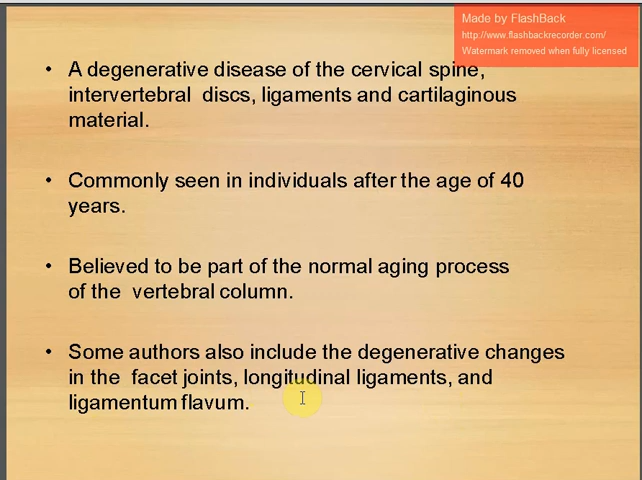 Made by FlashBack
http://www.flashbackrecorder.com/
Watermark removed when fully licensed
• A degenerative disease of the cervical spine,
intervertebral discs, ligaments and cartilaginous
material.
• Commonly seen in individuals after the age of 40
years.
• Believed to be part of the normal aging process
of the vertebral column.
• Some authors also include the degenerative changes
in the facet joints, longitudinal ligaments, and
ligamentum flavum.